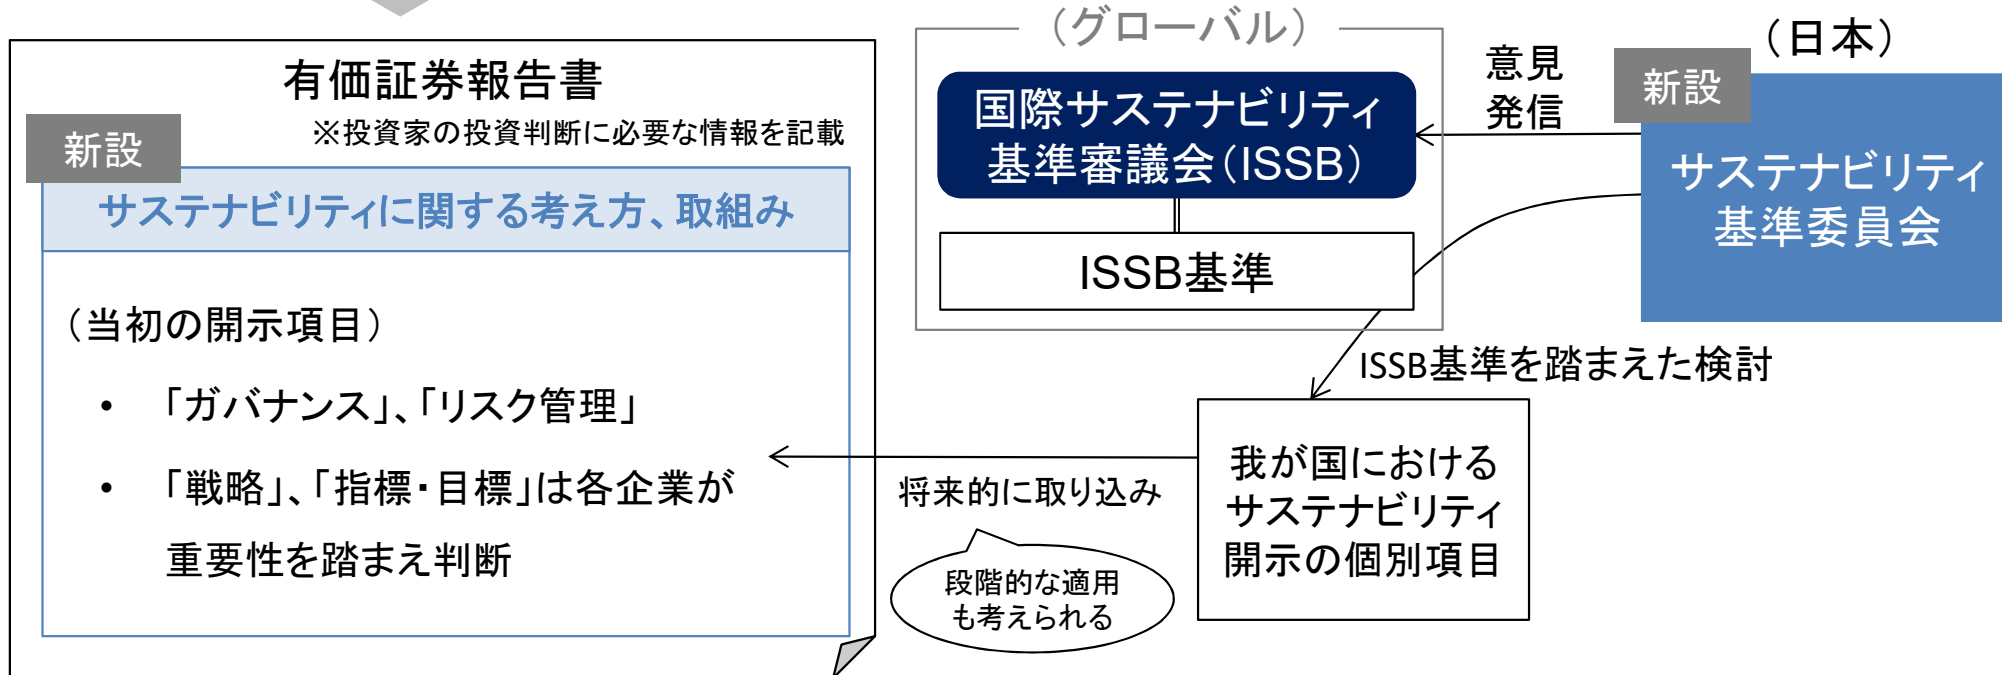 有価証券報告書
※投資家の投資判断に必要な情報を記載
新設
サステナビリティに関する考え方、取組み
（当初の開示項目）
• 「ガバナンス」、「リスク管理」
• 「戦略」、「指標・目標」は各企業が
重要性を踏まえ判断
（グローバル）
国際サステナビリティ
基準審議会（ISSB）
ISSB基準
意見
発信
（日本）
新設
サステナビリティ
基準委員会
ISSB基準を踏まえた検討
我が国における
サステナビリティ
開示の個別項目
将来的に取り込み
段階的な適用
も考えられる